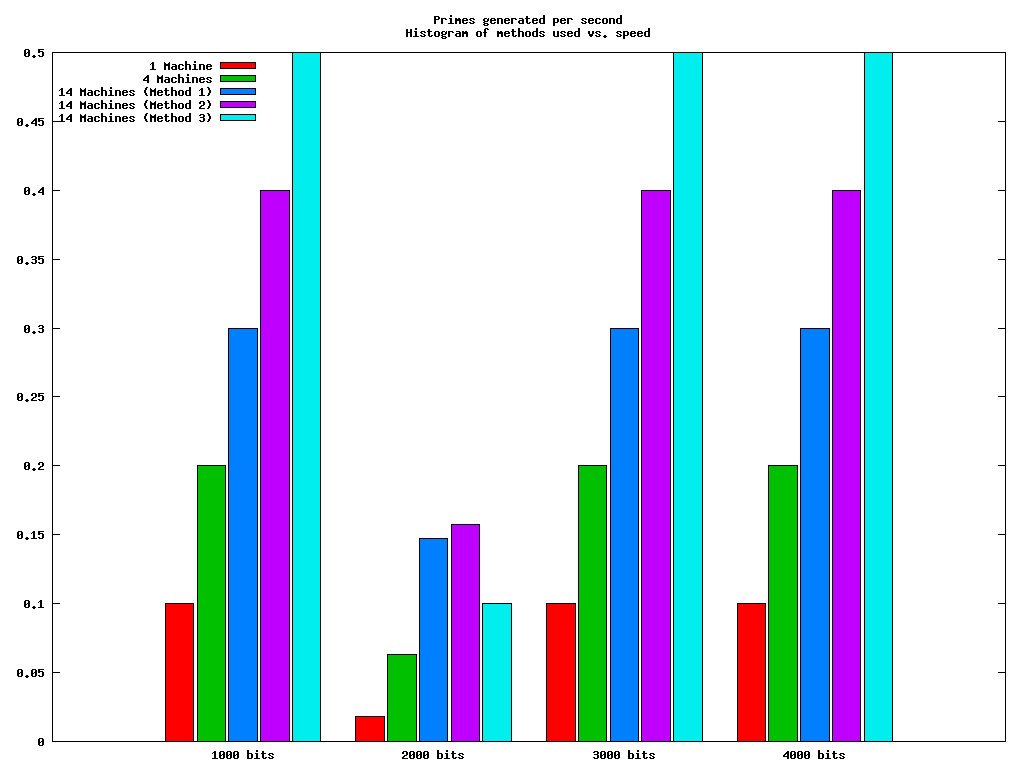 Primes generated per second
Histogram of methods used vs. speed
0.5
1 Machine
4 Machines
14 Machines (Method 1)
14 Machines (Method 2)
14 Machines (Method 3)
0.45
0.4
0.35
0.3
0.25
0.2
0.15
0.1
0.05
0
1000 bits 2000 bits 3000 bits 4000 bits